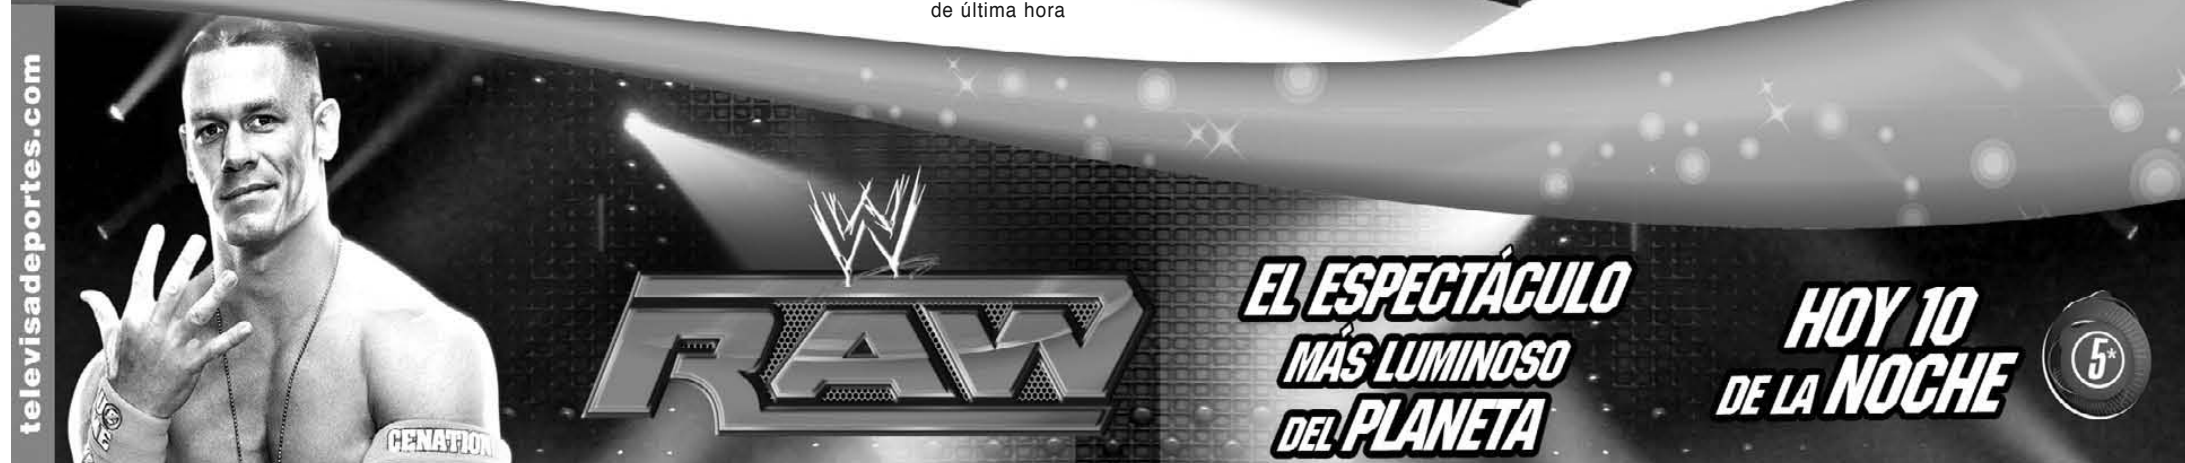 de última hora
televisadeportes.com
W
RAW
CENATION
EL ESPECTÁCULO
MÁS LUMINOSO
DEL PLANETA
HOY 10
DE LA NOCHE
5*